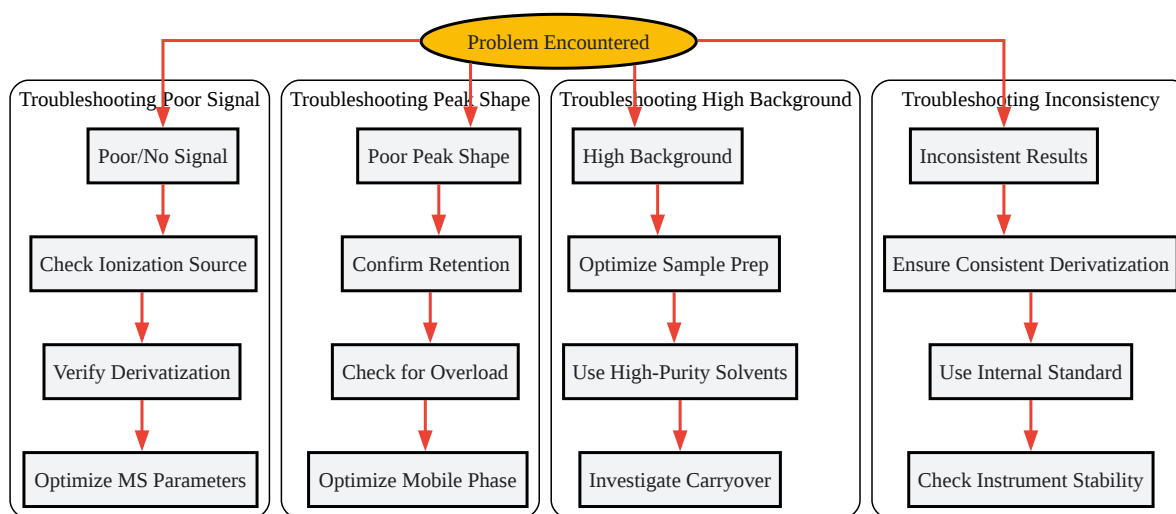 Problem Encountered
Troubleshooting Poor Signal
Poor/No Signal
Check Ionization Source
Verify Derivatization
Optimize MS Parameters
Troubleshooting Peak Shape
Poor Peak Shape
Confirm Retention
Check for Overload
Optimize Mobile Phase
Troubleshooting High Background
High Background
Optimize Sample Prep
Use High-Purity Solvents
Investigate Carryover
Troubleshooting Inconsistency
Inconsistent Results
Ensure Consistent Derivatization
Use Internal Standard
Check Instrument Stability